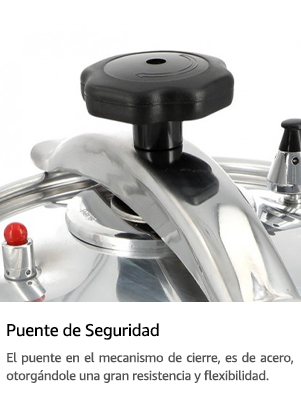 Puente de Seguridad
El puente en el mecanismo de cierre, es de acero,
otorgándole una gran resistencia y flexibilidad.